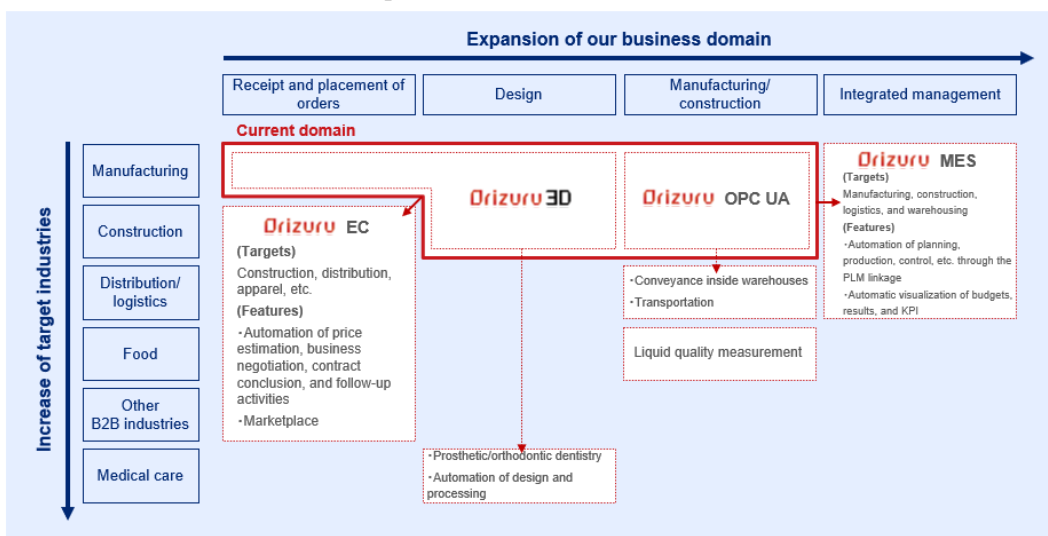 Expansion of our business domain
Receipt and placement of
orders
Design
Manufacturing/
construction
Integrated management
Current domain
Increase of target industries
Manufacturing
Construction
Distribution/
logistics
Food
Other
B2B industries
Medical care
Orizuru 3D
Orizuru OPC UA
Orizuru EC
(Targets)
Construction, distribution,
apparel, etc.
(Features)
・Automation of price
estimation, business
negotiation, contract
conclusion, and follow-up
activities
・Marketplace
・Prosthetic/orthodontic dentistry
・Automation of design and
processing
・Conveyance inside warehouses
・Transportation
Liquid quality measurement
Orizuru MES
(Targets)
Manufacturing, construction,
logistics, and warehousing
(Features)
・Automation of planning,
production, control, etc. through the
PLM linkage
・Automatic visualization of budgets,
results, and KPI